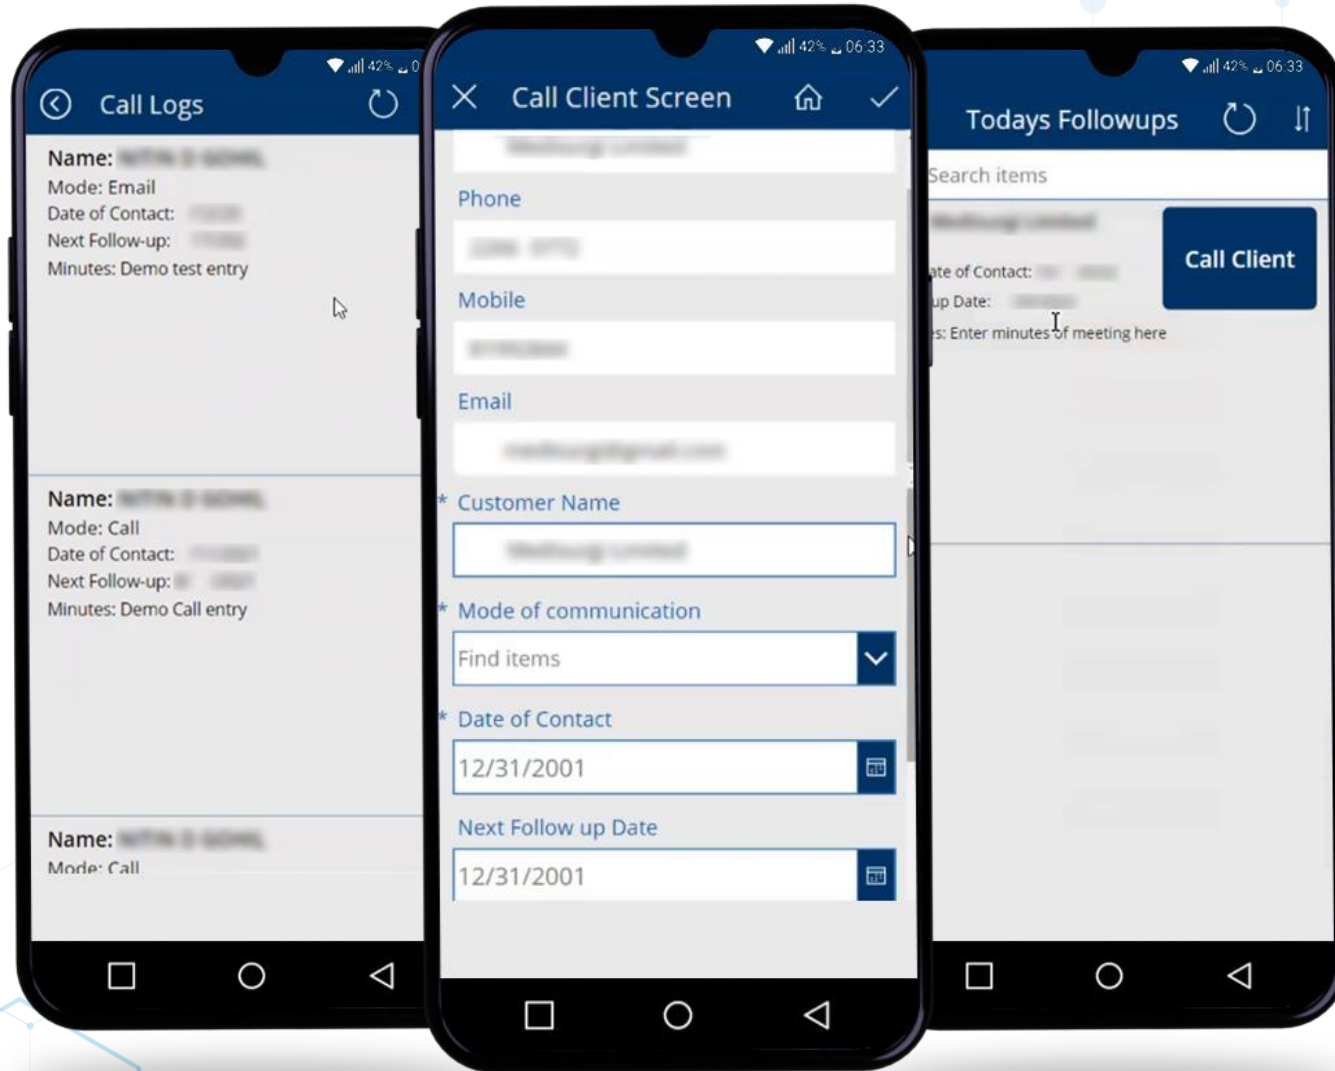 42% 0
Call Logs
Name:
Mode: Email
Date of Contact:
Next Follow-up:
Minutes: Demo test entry
Name:
Mode: Call
Date of Contact:
Next Follow-up:
Minutes: Demo Call entry
Name:
Mode: Call
42% 06:33
Call Client Screen
Phone
Mobile
Email
* Customer Name
* Mode of communication
Find items
* Date of Contact
12/31/2001
Next Follow up Date
12/31/2001
42% 06:33
Todays Followups
Search items
Call Client
ate of Contact:
up Date:
es: Enter minutes of meeting here